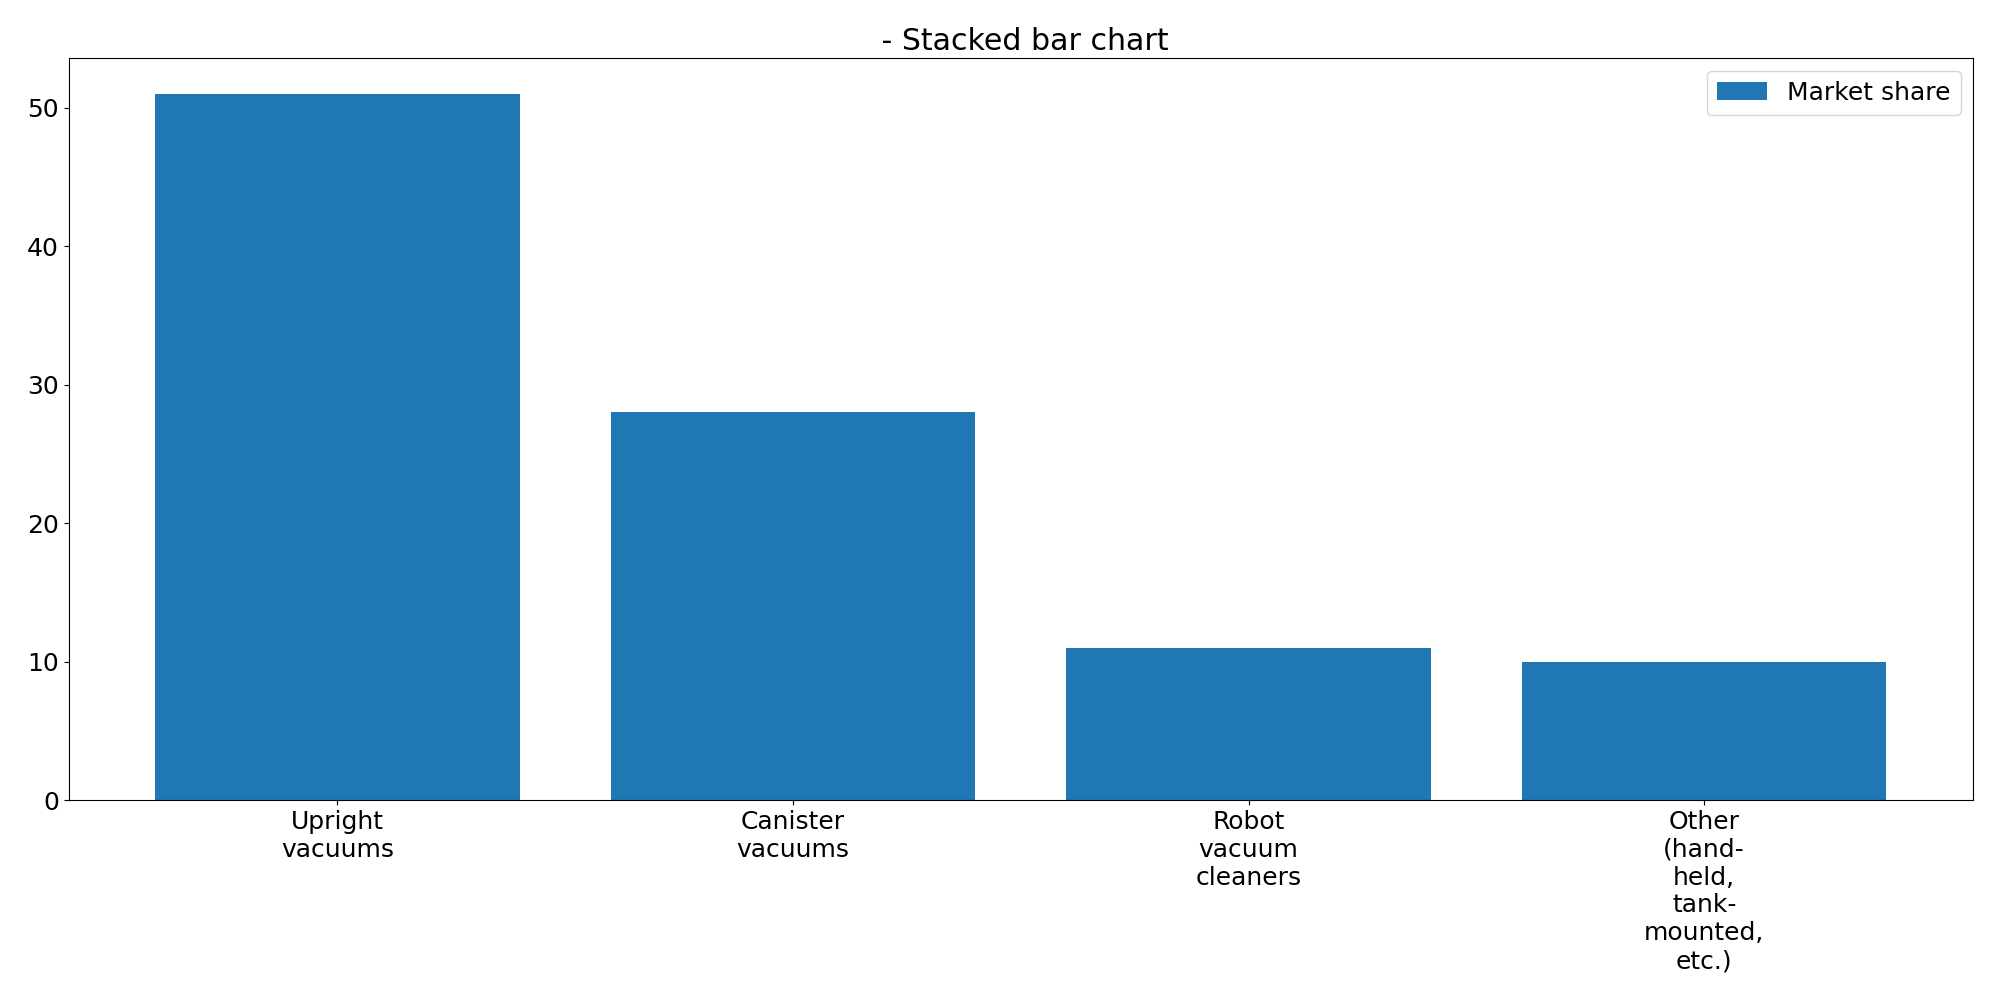 - Stacked bar chart
Market share
50
40
30
20
10
0
Upright
vacuums
Canister
vacuums
Robot
vacuum
cleaners
Other
(hand-
held,
tank-
mounted,
etc.)